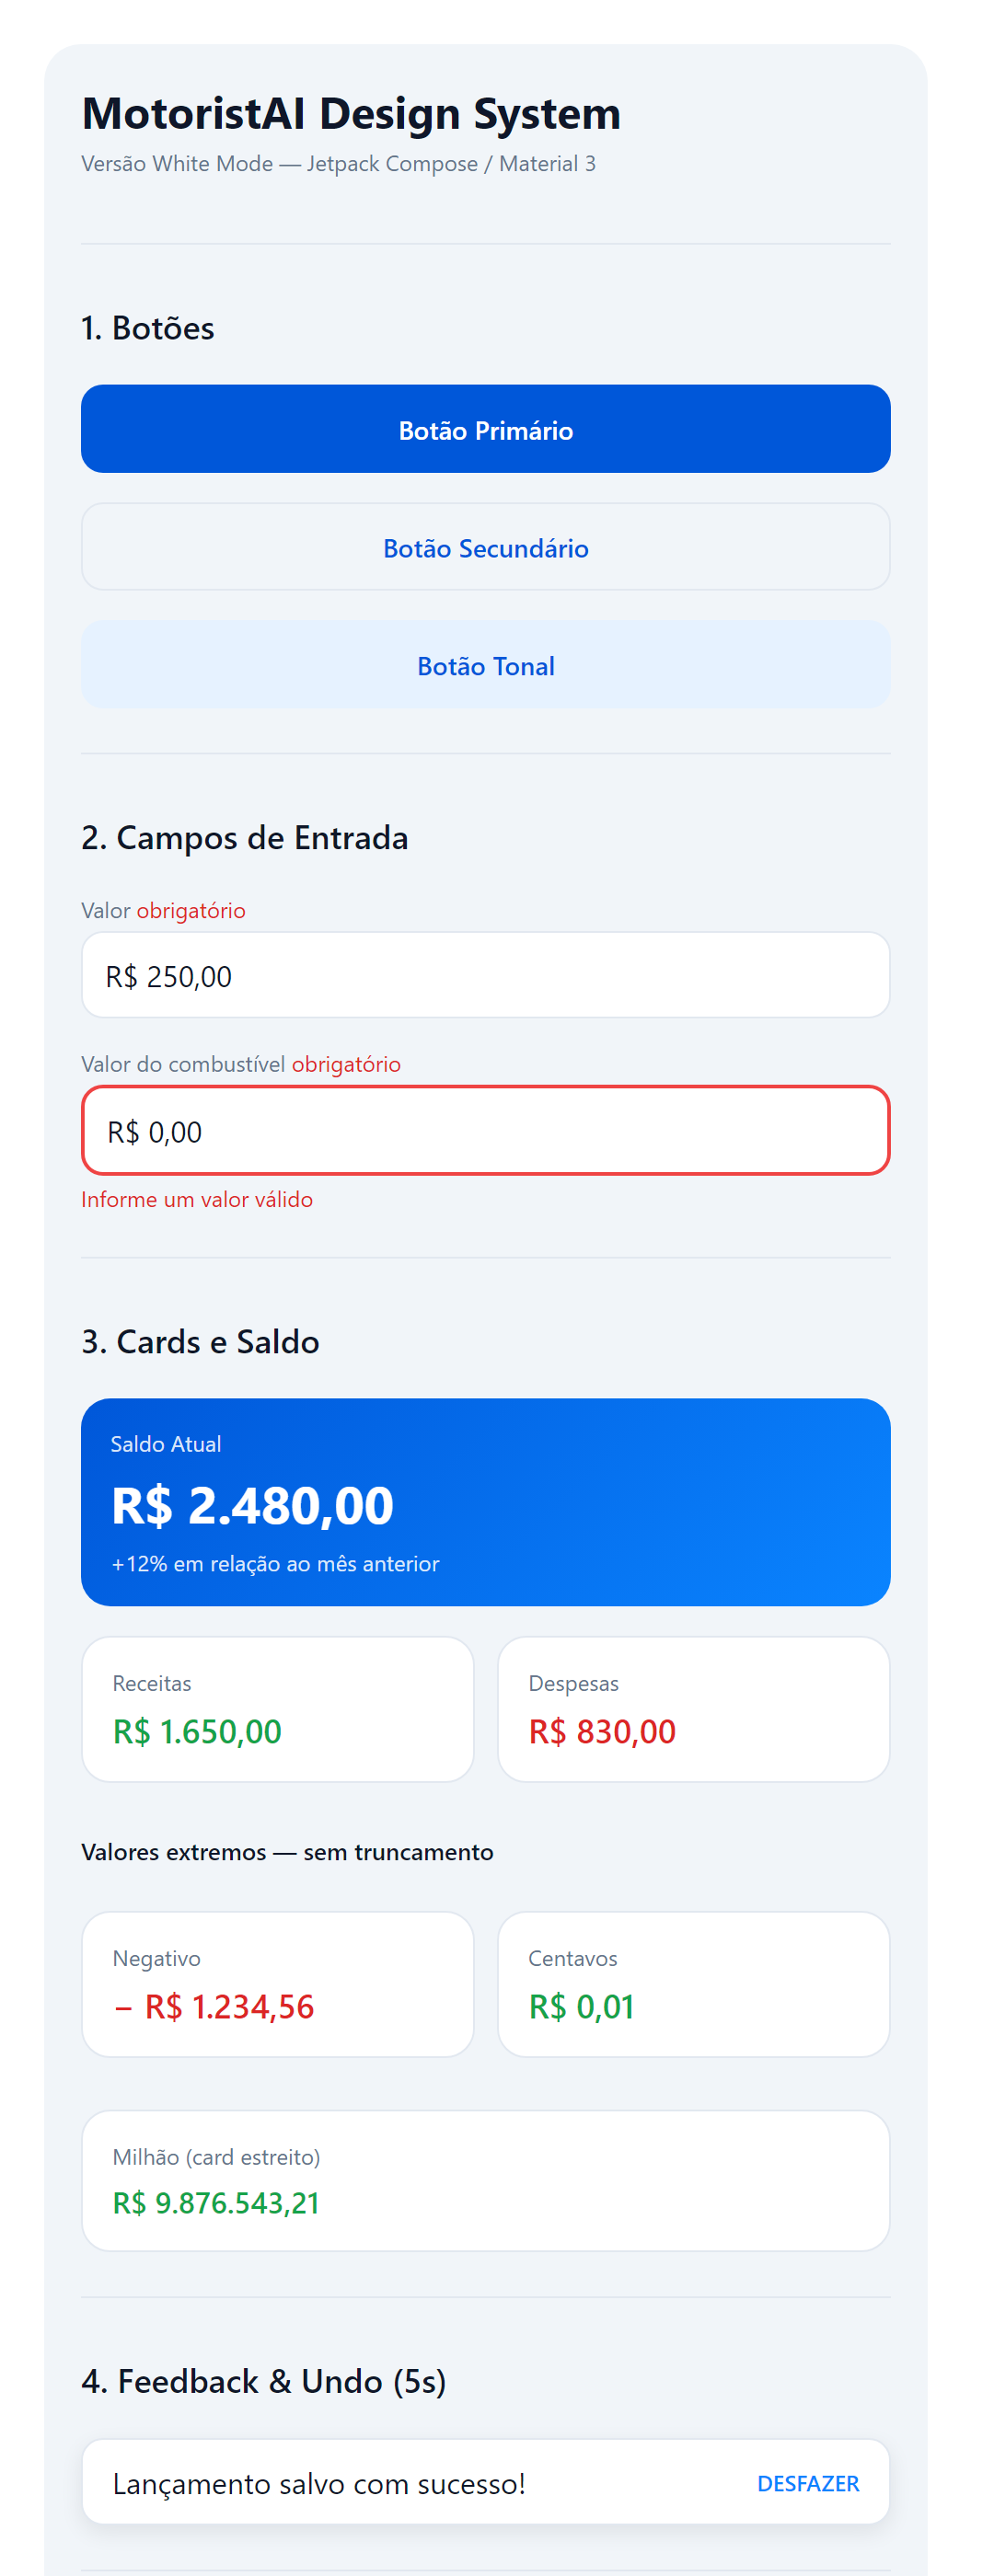 MotoristAI Design System
Versão White Mode — Jetpack Compose / Material 3
1. Botões
Botão Primário
Botão Secundário
Botão Tonal
2. Campos de Entrada
Valor obrigatório
R$ 250,00
Valor do combustível obrigatório
R$ 0,00
Informe um valor válido
3. Cards e Saldo
Saldo Atual
R$ 2.480,00
+12% em relação ao mês anterior
Receitas
R$ 1.650,00
Despesas
R$ 830,00
Valores extremos — sem truncamento
Negativo
− R$ 1.234,56
Centavos
R$ 0,01
Milhão (card estreito)
R$ 9.876.543,21
4. Feedback & Undo (5s)
Lançamento salvo com sucesso!
DESFAZER